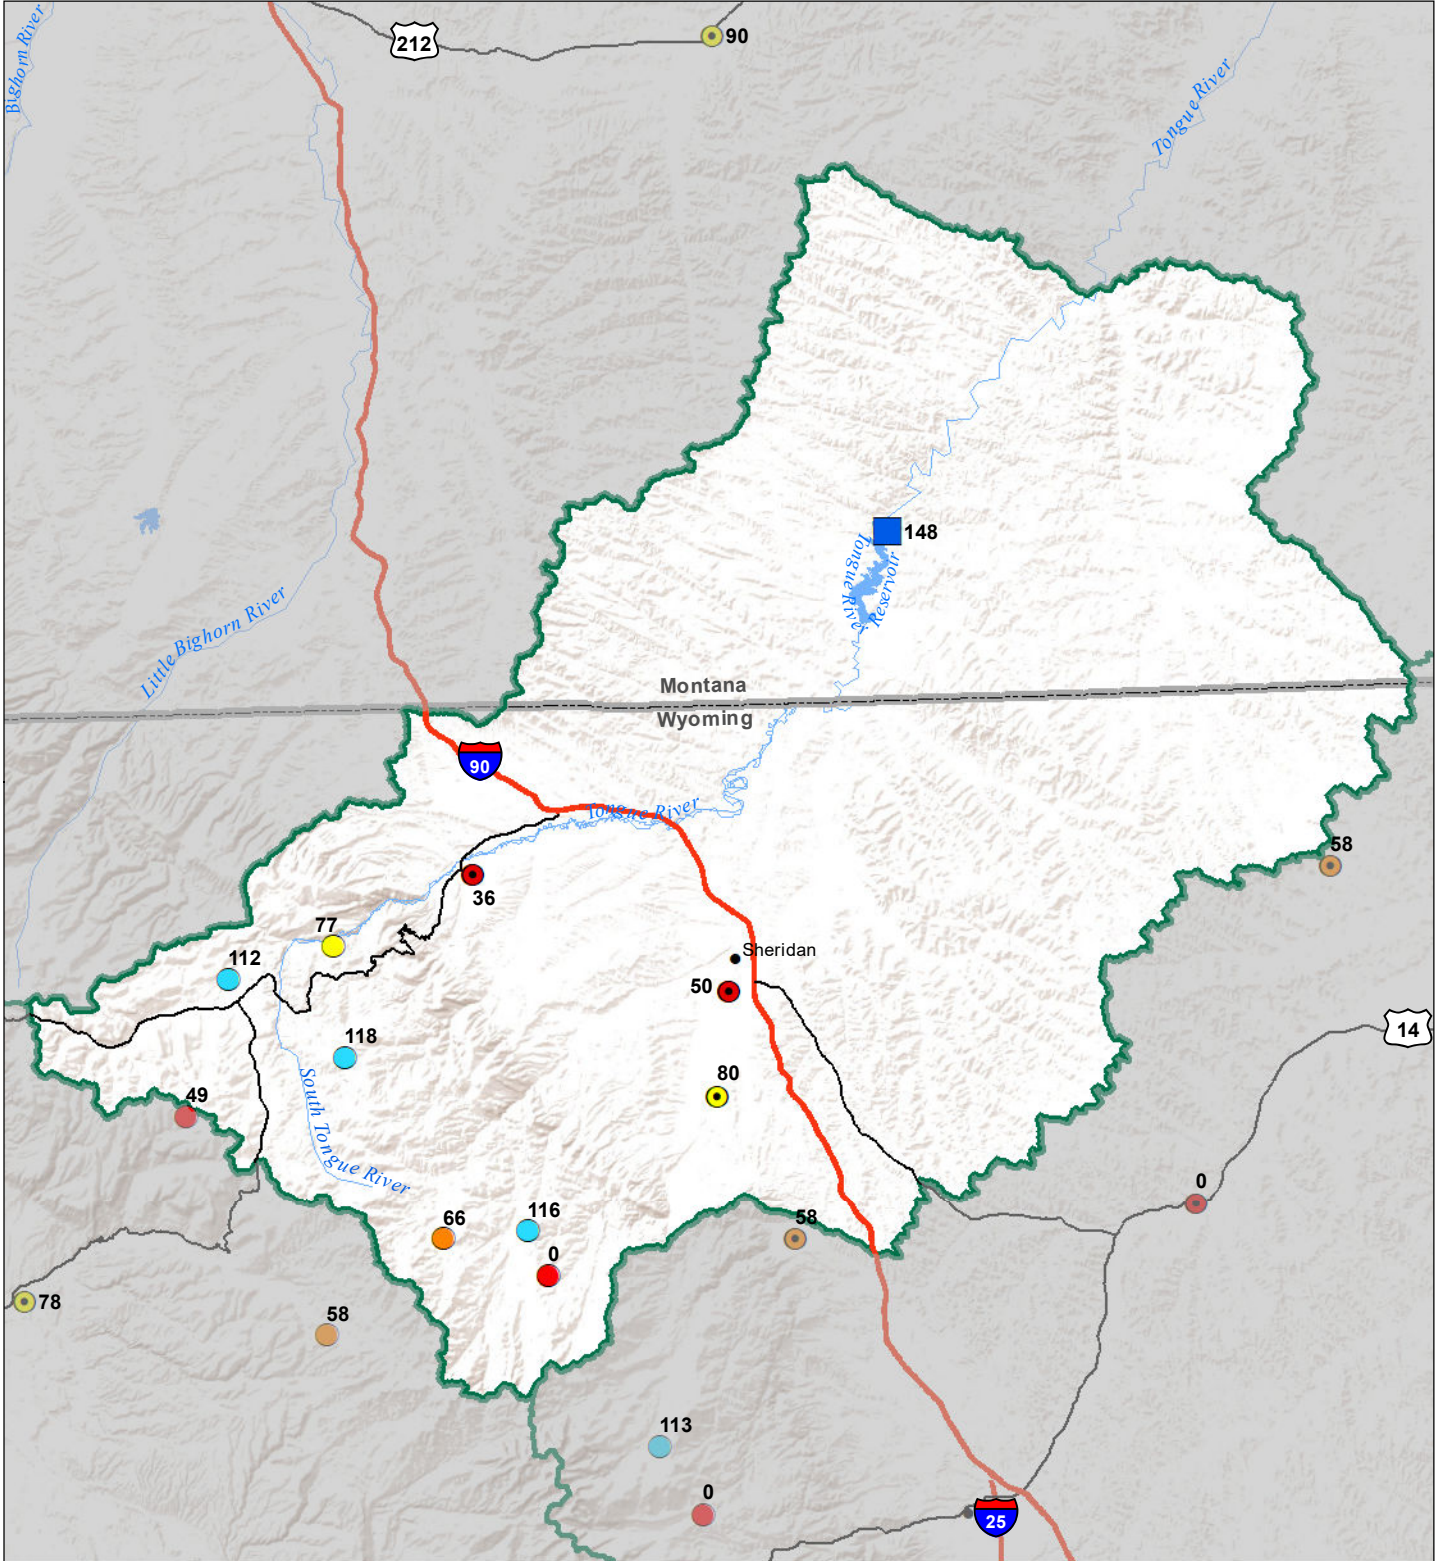 212
90
Bighorn River
Tongue River
148
Tongue River
Reservoir
Little Bighorn River
Montana
Wyoming
90
Tongue River
58
36
77
112
Sheridan
50
14
118
80
49
South Tongue River
0
66
116
58
0
78
58
113
0
25